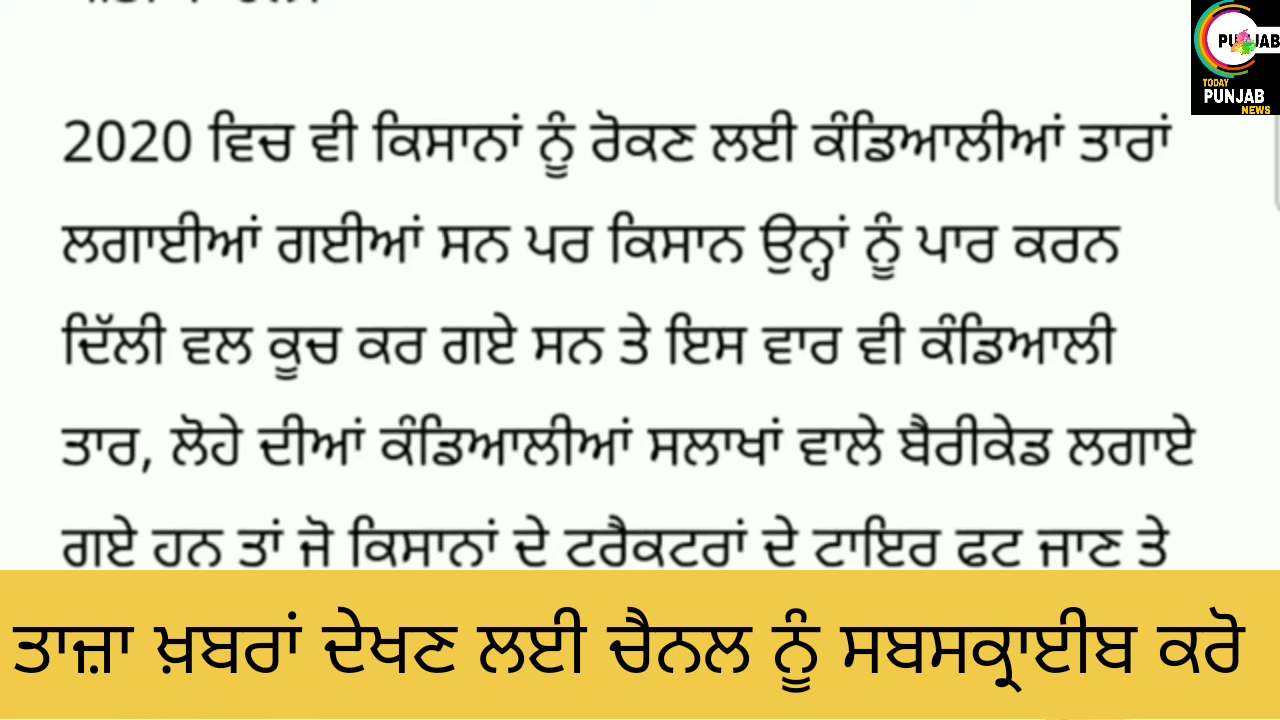 PUNJAB
TODAY
PUNJAB
NEWS
2020 ਵਿਚ ਵੀ ਕਿਸਾਨਾਂ ਨੂੰ ਰੋਕਣ ਲਈ ਕੰਡਿਆਲੀਆਂ ਤਾਰਾਂ
ਲਗਾਈਆਂ ਗਈਆਂ ਸਨ ਪਰ ਕਿਸਾਨ ਉਨ੍ਹਾਂ ਨੂੰ ਪਾਰ ਕਰਨ
ਦਿੱਲੀ ਵਲ ਕੂਚ ਕਰ ਗਏ ਸਨ ਤੇ ਇਸ ਵਾਰ ਵੀ ਕੰਡਿਆਲੀ
ਤਾਰ, ਲੋਹੇ ਦੀਆਂ ਕੰਡਿਆਲੀਆਂ ਸਲਾਖਾਂ ਵਾਲੇ ਬੈਰੀਕੇਡ ਲਗਾਏ
ਗਏ ਹਨ ਤਾਂ ਜੋ ਕਿਸਾਨਾਂ ਦੇ ਟਰੈਕਟਰਾਂ ਦੇ ਟਾਇਰ ਫਟ ਜਾਣ ਤੇ
ਤਾਜ਼ਾ ਖ਼ਬਰਾਂ ਦੇਖਣ ਲਈ ਚੈਨਲ ਨੂੰ ਸਬਸਕ੍ਰਾਈਬ ਕਰੋ